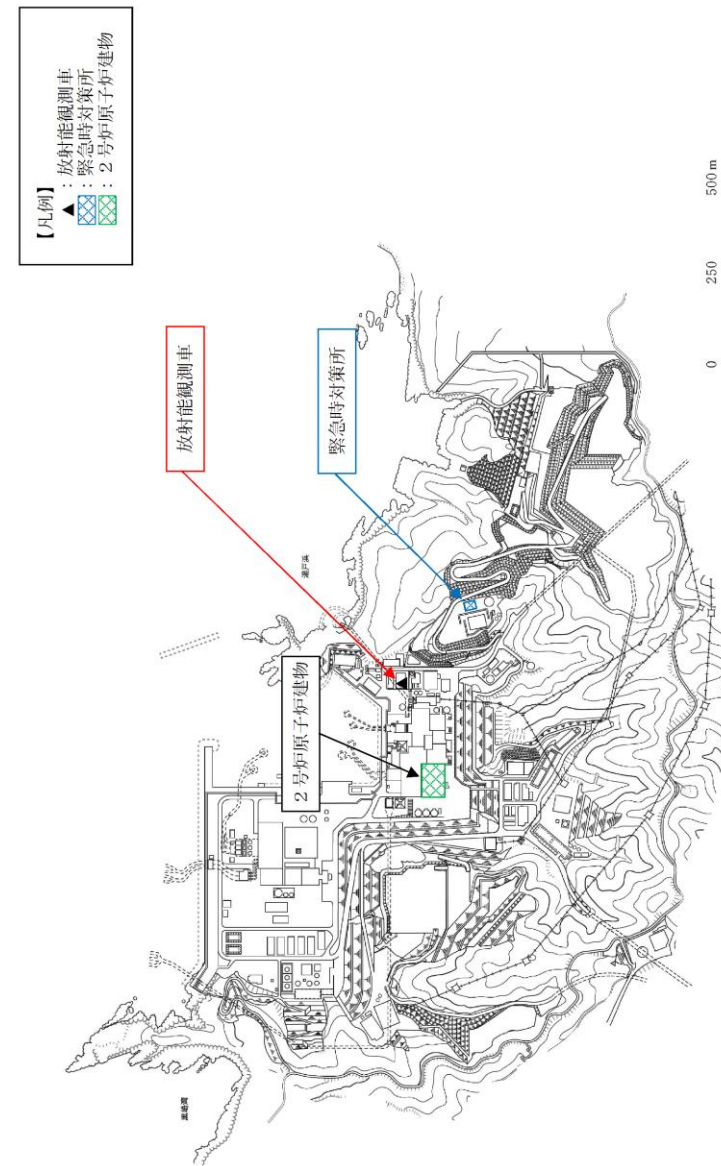 【凡例】
▲：放射能観測車
：緊急時対策所
：２号炉原子炉建物
放射能観測車
緊急時対策所
２号炉原子炉建物
0 250 500 m